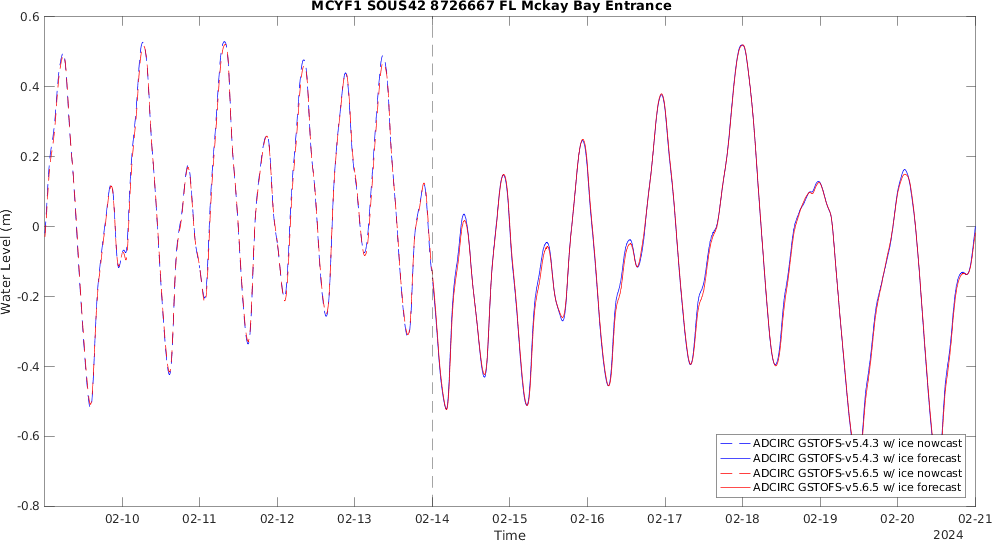 MCYF1 SOUS42 8726667 FL Mckay Bay Entrance
0.6
0.4
0.2
0
-0.2
-0.4
-0.6
-0.8
Water Level (m)
ADCIRC GSTOFS-v5.4.3 w/ ice nowcast
ADCIRC GSTOFS-v5.4.3 w/ ice forecast
ADCIRC GSTOFS-v5.6.5 w/ ice nowcast
ADCIRC GSTOFS-v5.6.5 w/ ice forecast
02-10 02-11 02-12 02-13 02-14 02-15 02-16 02-17 02-18 02-19 02-20 02-21
Time
2024